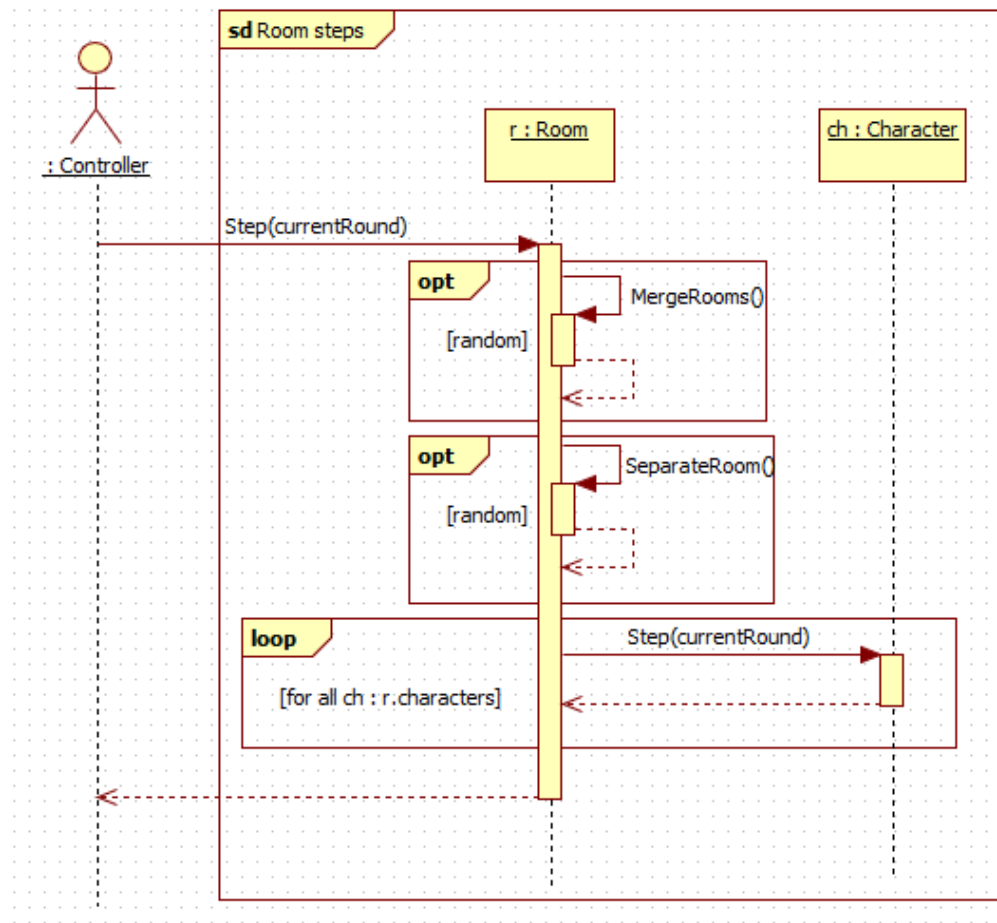 sd Room steps
: Controller
r : Room
ch : Character
Step(currentRound)
opt
MergeRooms()
[random]
opt
SeparateRoom()
[random]
loop
Step(currentRound)
[for all ch : r.characters]